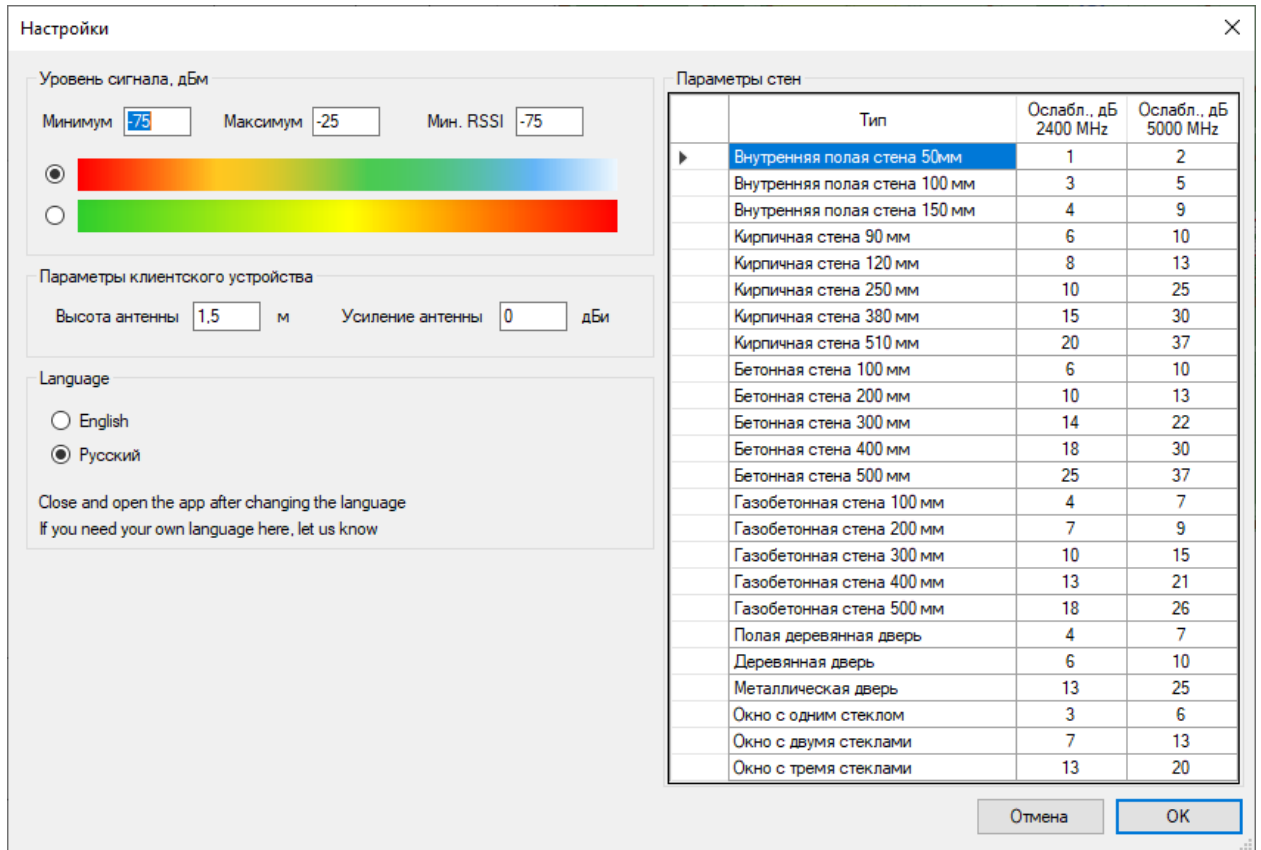 Настройки
Уровень сигнала, дБм
Минимум -75 Максимум -25 Мин. RSSI -75
Параметры клиентского устройства
Высота антенны 1,5 м Усиление антенны 0 дБи
Language
English
Русский
Close and open the app after changing the language
If you need your own language here, let us know
Параметры стен
Тип Ослабл., дБ 2400 MHz Ослабл., дБ 5000 MHz
Внутренняя полая стена 50мм 1 2
Внутренняя полая стена 100 мм 3 5
Внутренняя полая стена 150 мм 4 9
Кирпичная стена 90 мм 6 10
Кирпичная стена 120 мм 8 13
Кирпичная стена 250 мм 10 25
Кирпичная стена 380 мм 15 30
Кирпичная стена 510 мм 20 37
Бетонная стена 100 мм 6 10
Бетонная стена 200 мм 10 13
Бетонная стена 300 мм 14 22
Бетонная стена 400 мм 18 30
Бетонная стена 500 мм 25 37
Газобетонная стена 100 мм 4 7
Газобетонная стена 200 мм 7 9
Газобетонная стена 300 мм 10 15
Газобетонная стена 400 мм 13 21
Газобетонная стена 500 мм 18 26
Полая деревянная дверь 4 7
Деревянная дверь 6 10
Металлическая дверь 13 25
Окно с одним стеклом 3 6
Окно с двумя стеклами 7 13
Окно с тремя стеклами 13 20
Отмена OK